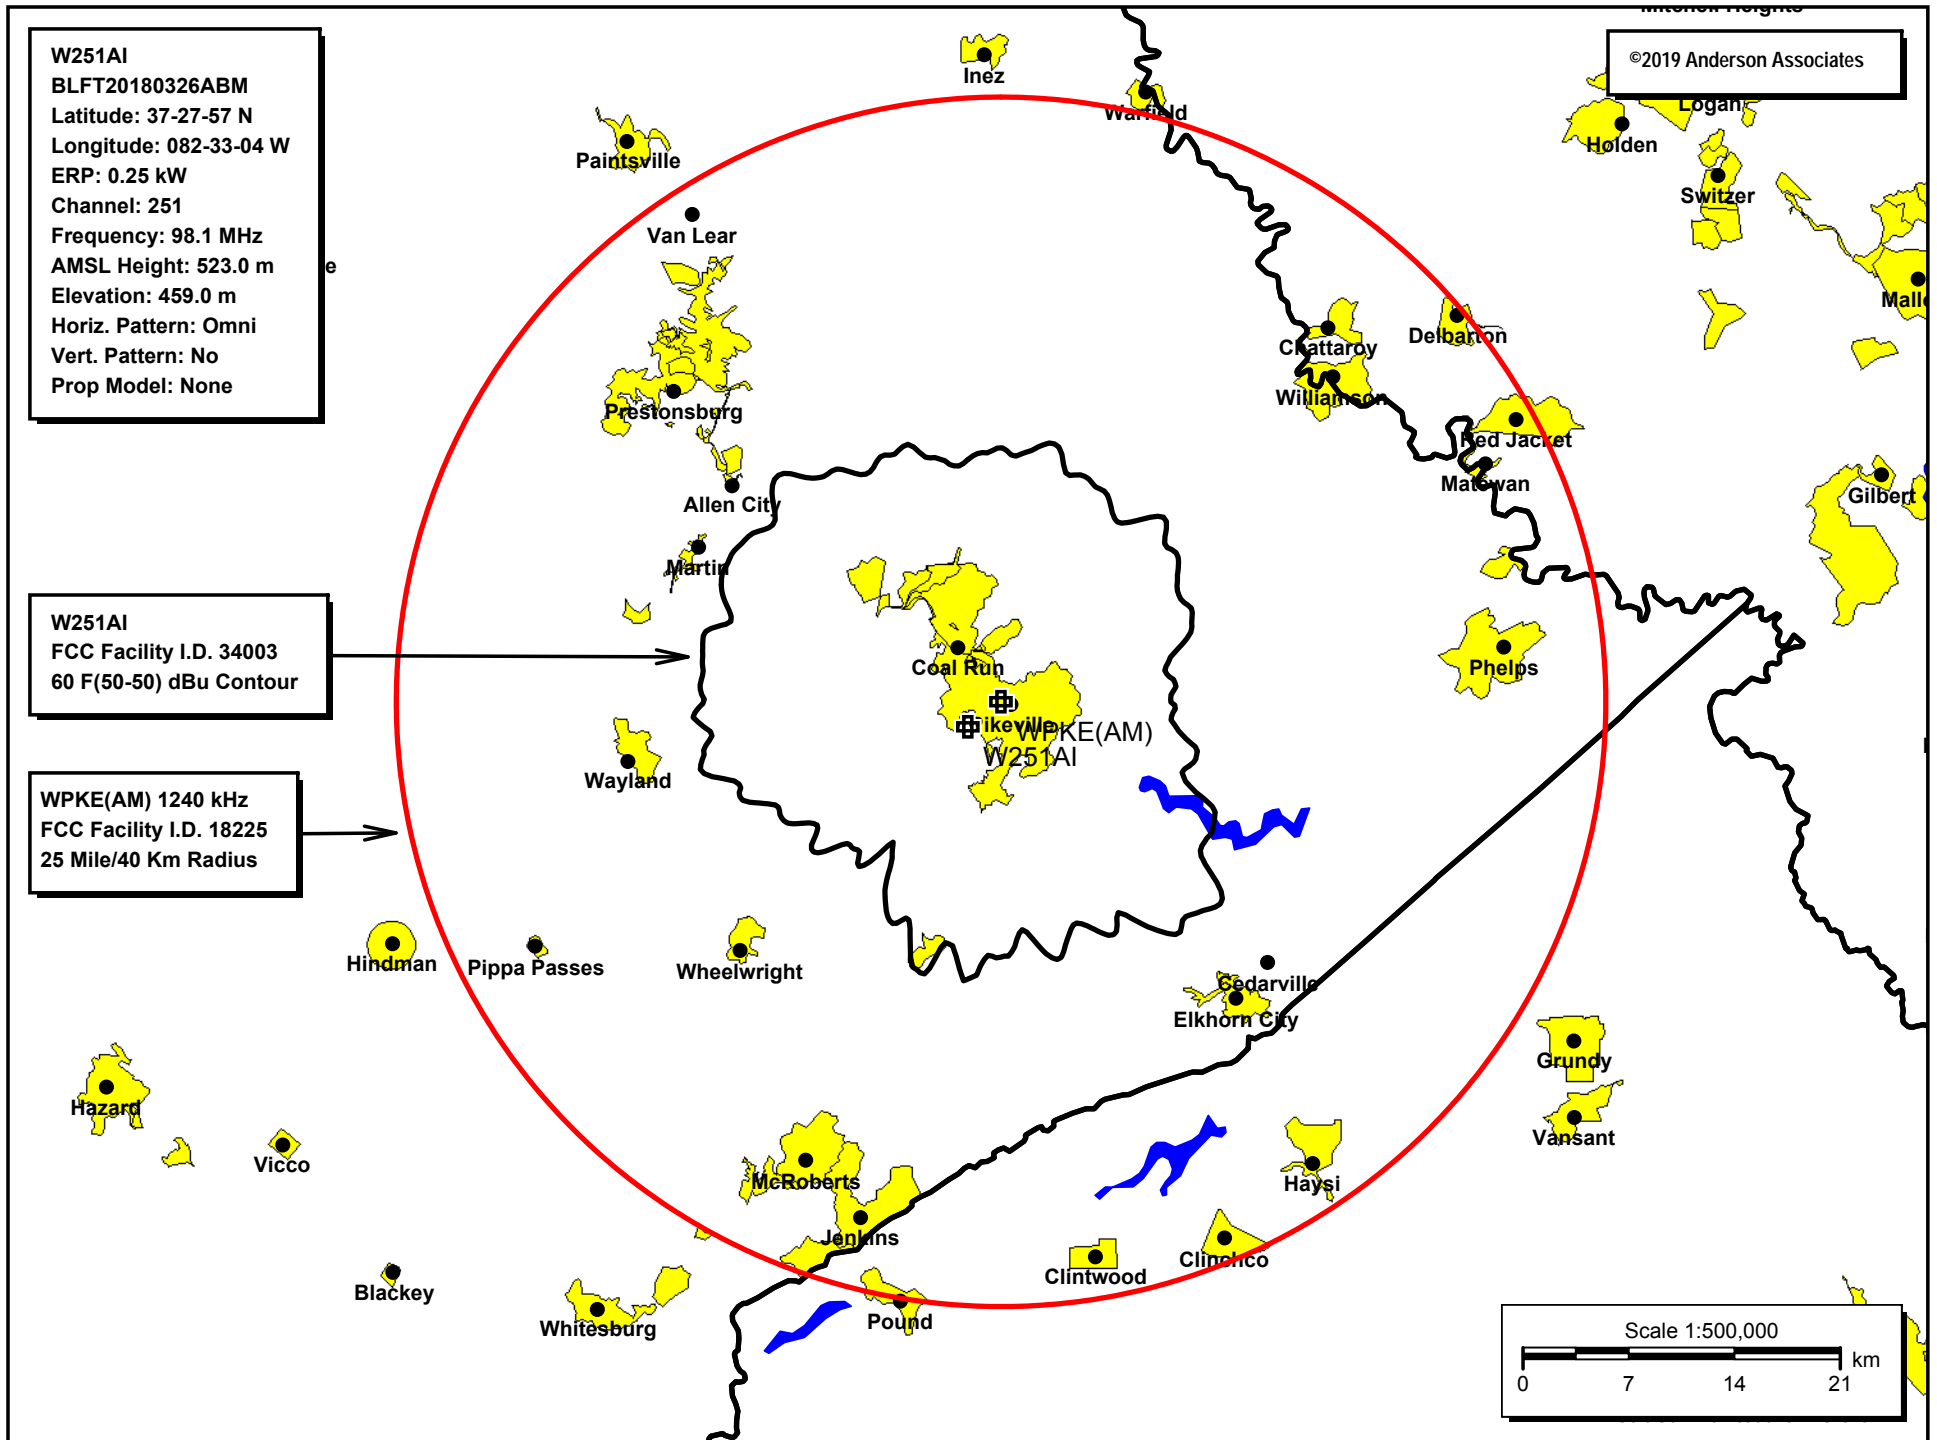 Mitchell Heights
W251AI
BLFT20180326ABM
Latitude: 37-27-57 N
Longitude: 082-33-04 W
ERP: 0.25 kW
Channel: 251
Frequency: 98.1 MHz
AMSL Height: 523.0 m
Elevation: 459.0 m
Horiz. Pattern: Omni
Vert. Pattern: No
Prop Model: None
e
©2019 Anderson Associates
Inez
Warfield
Logan
Holden
Paintsville
Switzer
Van Lear
Chattaroy
Delbarton
Williamson
Prestonsburg
Red Jacket
Matewan
Gilbert
Allen City
Martin
W251AI
FCC Facility I.D. 34003
60 F(50-50) dBu Contour
Coal Run
Phelps
Pikeville
WPKE(AM)
W251AI
Wayland
WPKE(AM) 1240 kHz
FCC Facility I.D. 18225
25 Mile/40 Km Radius
Hindman
Pippa Passes
Wheelwright
Cedarville
Elkhorn City
Grundy
Hazard
Vansant
Vicco
McRoberts
Haysi
Jenkins
Clinchco
Clintwood
Blackey
Whitesburg
Pound
Scale 1:500,000
km
0 7 14 21